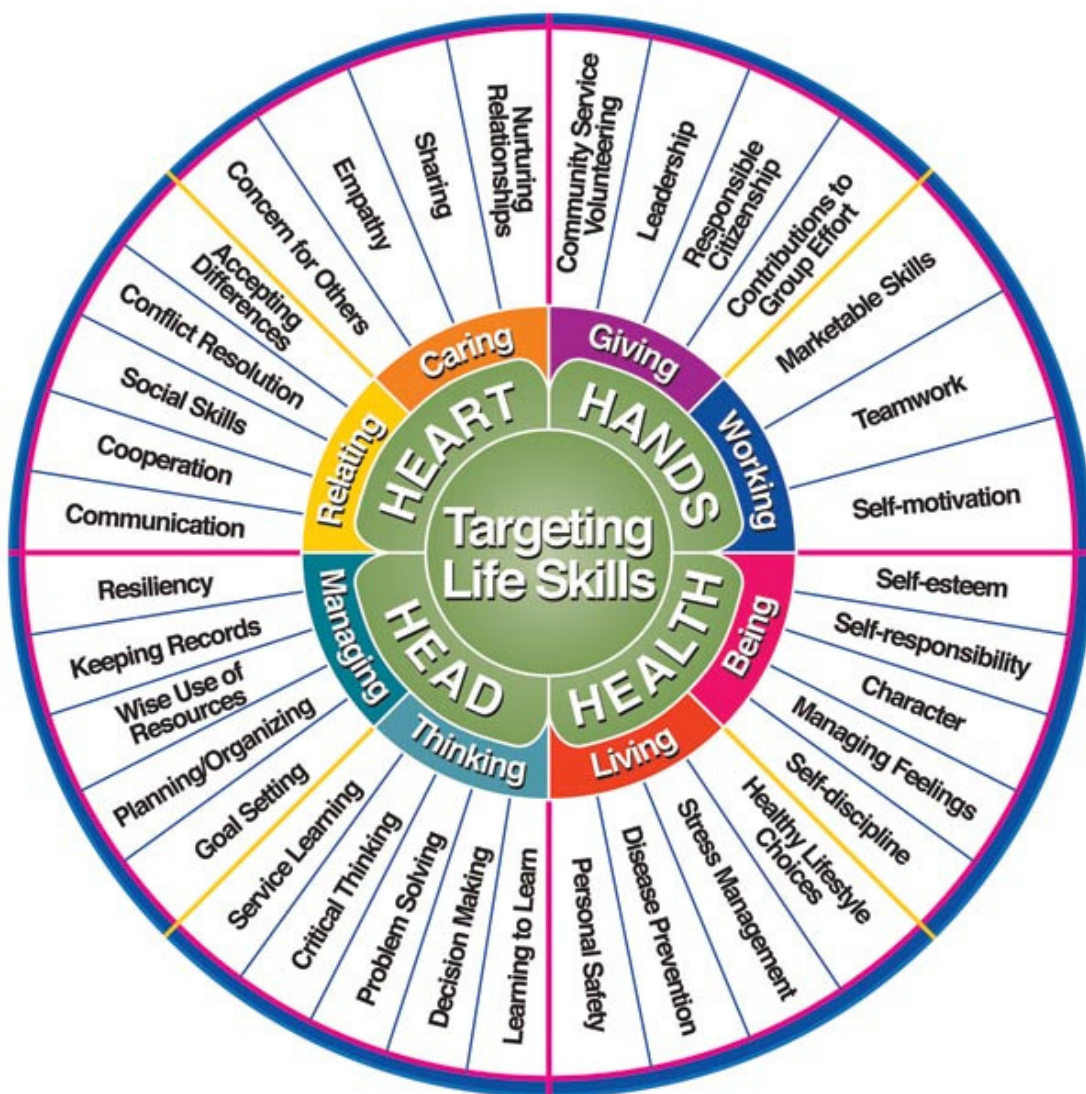 Targeting
Life Skills
HEART
Caring
Nurturing
Relationships
Sharing
Empathy
Concern for Others
Relating
Accepting
Differences
Conflict Resolution
Social Skills
Cooperation
Communication
HANDS
Giving
Community Service
Volunteering
Leadership
Responsible
Citizenship
Contributions to
Group Effort
Working
Marketable Skills
Teamwork
Self-motivation
HEALTH
Being
Self-esteem
Self-responsibility
Character
Managing Feelings
Self-discipline
Living
Healthy Lifestyle
Choices
Stress Management
Disease Prevention
Personal Safety
HEAD
Thinking
Learning to Learn
Decision Making
Problem Solving
Critical Thinking
Service Learning
Managing
Goal Setting
Planning/Organizing
Wise Use of
Resources
Keeping Records
Resiliency